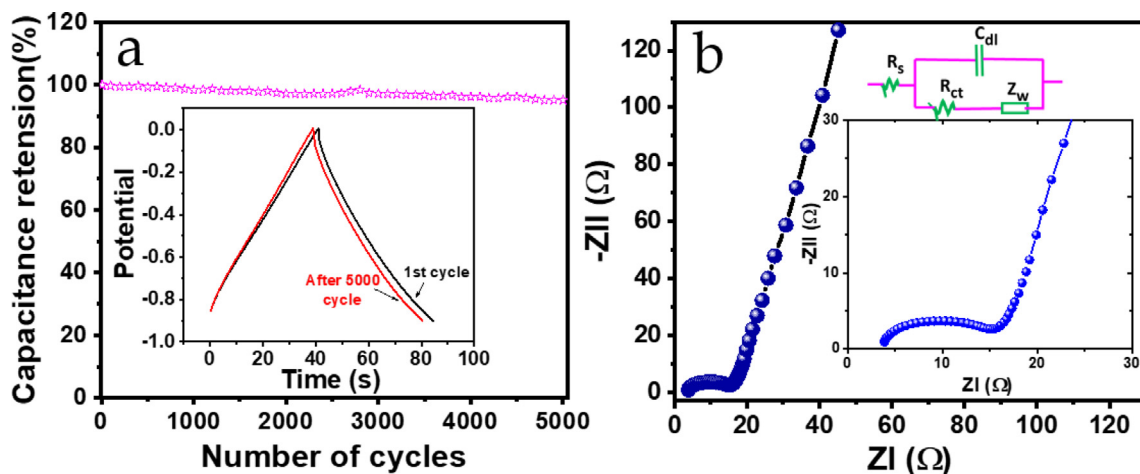 a
Capacitance retention(%)
120
100
80
60
40
20
0
0 1000 2000 3000 4000 5000
Number of cycles
Potential
0.0
-0.2
-0.4
-0.6
-0.8
-1.0
0 20 40 60 80 100
Time (s)
1st cycle
After 5000
cycle
b
-ZII (Ω)
120
100
80
60
40
20
0
0 20 40 60 80 100 120
ZI (Ω)
Cdl
Rs
Rct
Zw
-ZII (Ω)
30
20
10
0
0 10 20 30
ZI (Ω)